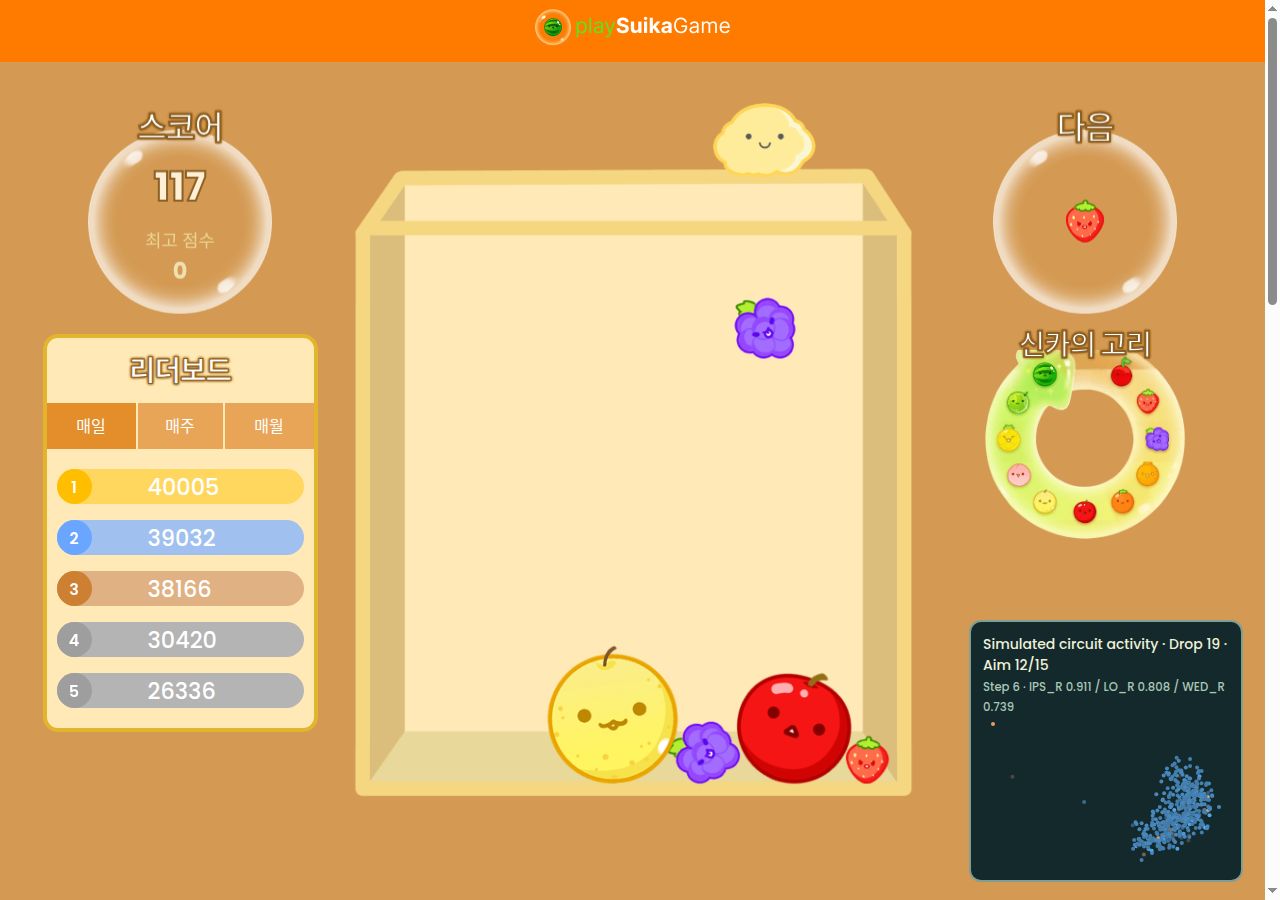 playSuikaGame
스코어
117
최고 점수
0
다음
리더보드
매일 매주 매월
1 40005
2 39032
3 38166
4 30420
5 26336
신카의 고리
Simulated circuit activity · Drop 19 ·
Aim 12/15
Step 6 · IPS_R 0.911 / LO_R 0.808 / WED_R
0.739